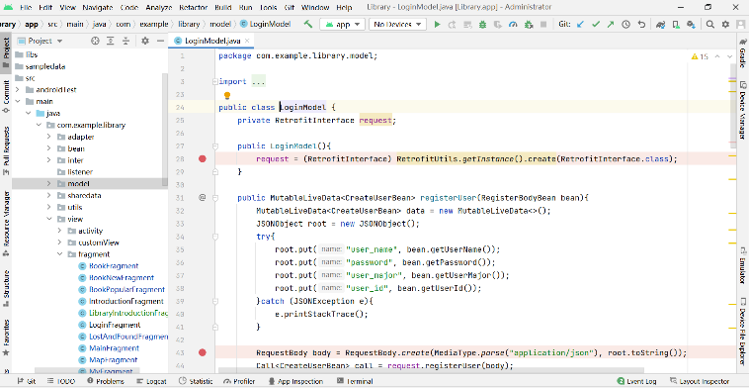 File Edit View Navigate Code Analyze Refactor Build Run Tools Git Window Help Library - LoginModel.java [Library.app] - Administrator
brary app src main java com example library model LoginModel app No Devices Git:
Project
LoginModel.java
libs
sampledata
src
androidTest
main
java
com.example.library
adapter
bean
inter
listener
model
sharedata
utils
view
activity
customView
fragment
BookFragment
BookNewFragment
BookPopularFragment
IntroductionFragment
LibraryIntroductionFrag
LoginFragment
LostAndFoundFragment
MainFragment
MapFragment
MyFragment
15
1 package com.example.library.model;
3 import ...
24 public class LoginModel {
25 private RetrofitInterface request;
26
27 public LoginModel(){
28 request = (RetrofitInterface) RetrofitUtils.getInstance().create(RetrofitInterface.class);
29 }
30
31 @ public MutableLiveData<CreateUserBean> registerUser(RegisterBodyBean bean){
32 MutableLiveData<CreateUserBean> data = new MutableLiveData<>();
33 JSONObject root = new JSONObject();
34 try{
35 root.put( name: "user_name", bean.getUserName());
36 root.put( name: "password", bean.getPassword());
37 root.put( name: "user_major", bean.getUserMajor());
38 root.put( name: "user_id", bean.getUserId());
39 }catch (JSONException e){
40 e.printStackTrace();
41 }
42
43 RequestBody body = RequestBody.create(MediaType.parse("application/json"), root.toString());
44 Call<CreateUserBean> call = request.registerUser(body);
Project
Commit
Pull Requests
Resource Manager
Structure
Favorites
Gradle
Device Manager
Emulator
Device File Explorer
Git TODO Problems Logcat Statistic Profiler App Inspection Terminal Event Log Layout Inspector